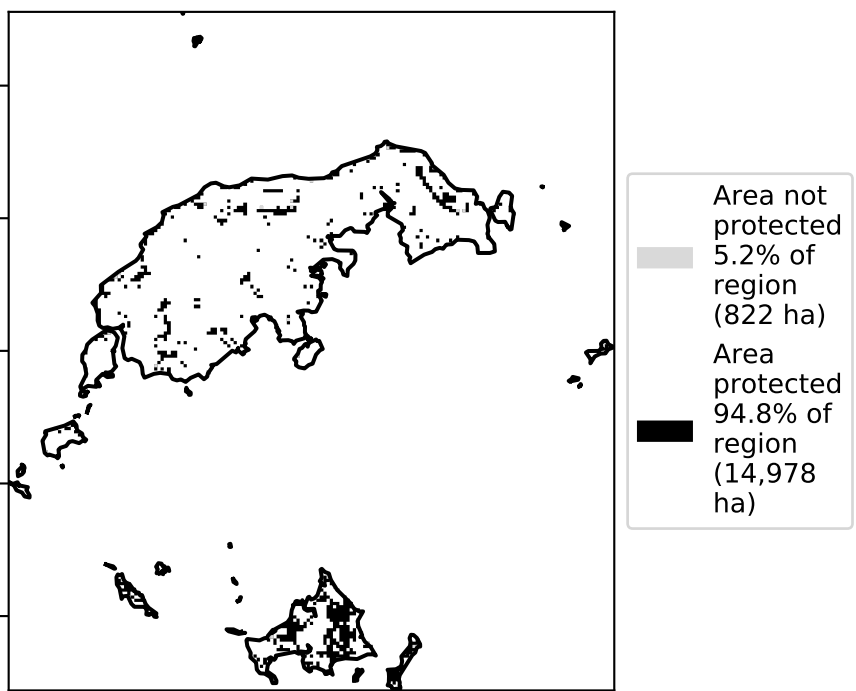 Area not
protected
5.2% of
region
(822 ha)
Area
protected
94.8% of
region
(14,978
ha)